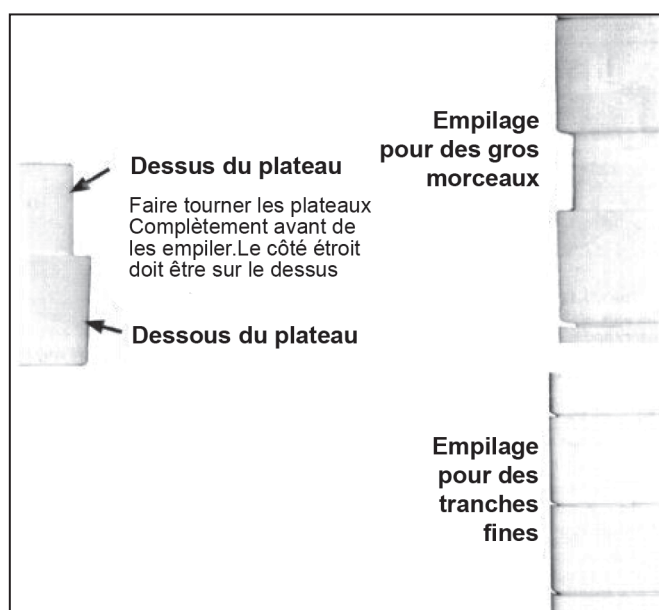 Dessus du plateau
Faire tourner les plateaux
Complètement avant de
les empiler.Le côté étroit
doit être sur le dessus
Dessous du plateau
Empilage
pour des gros
morceaux
Empilage
pour des
tranches
fines